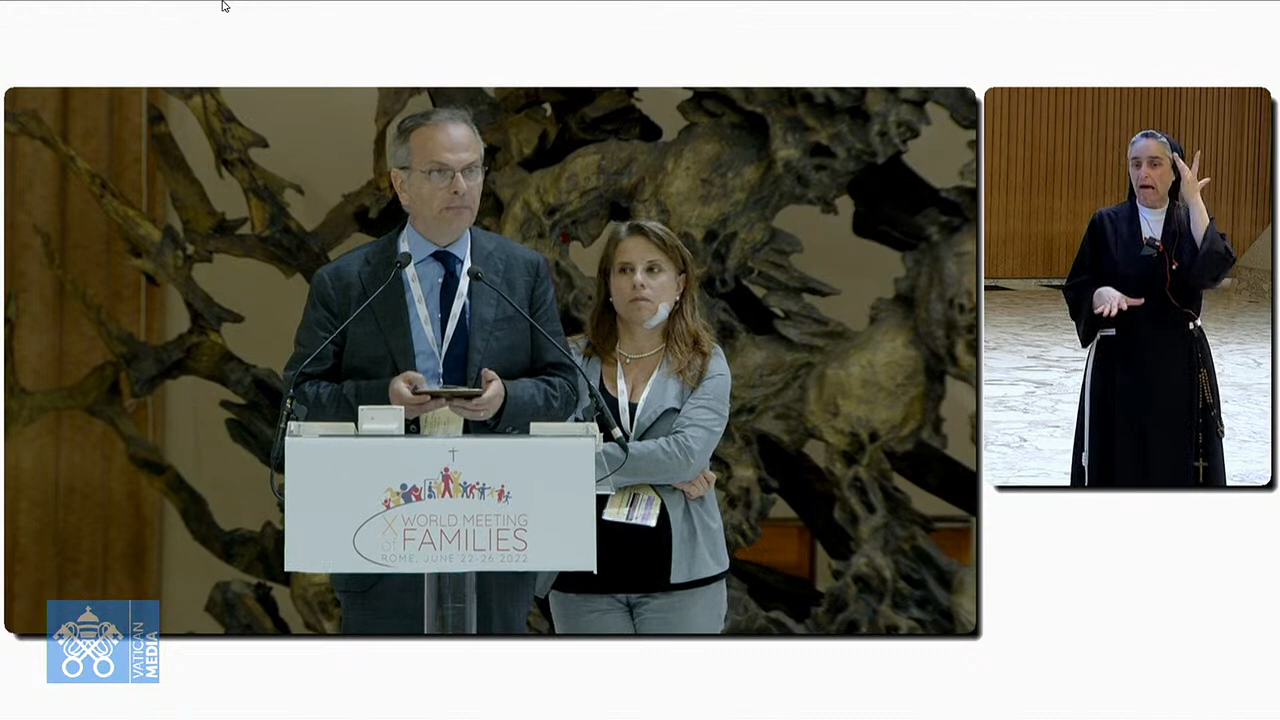 X WORLD MEETING
of FAMILIES
ROME, JUNE 22-26 2022
VATICAN
MEDIA